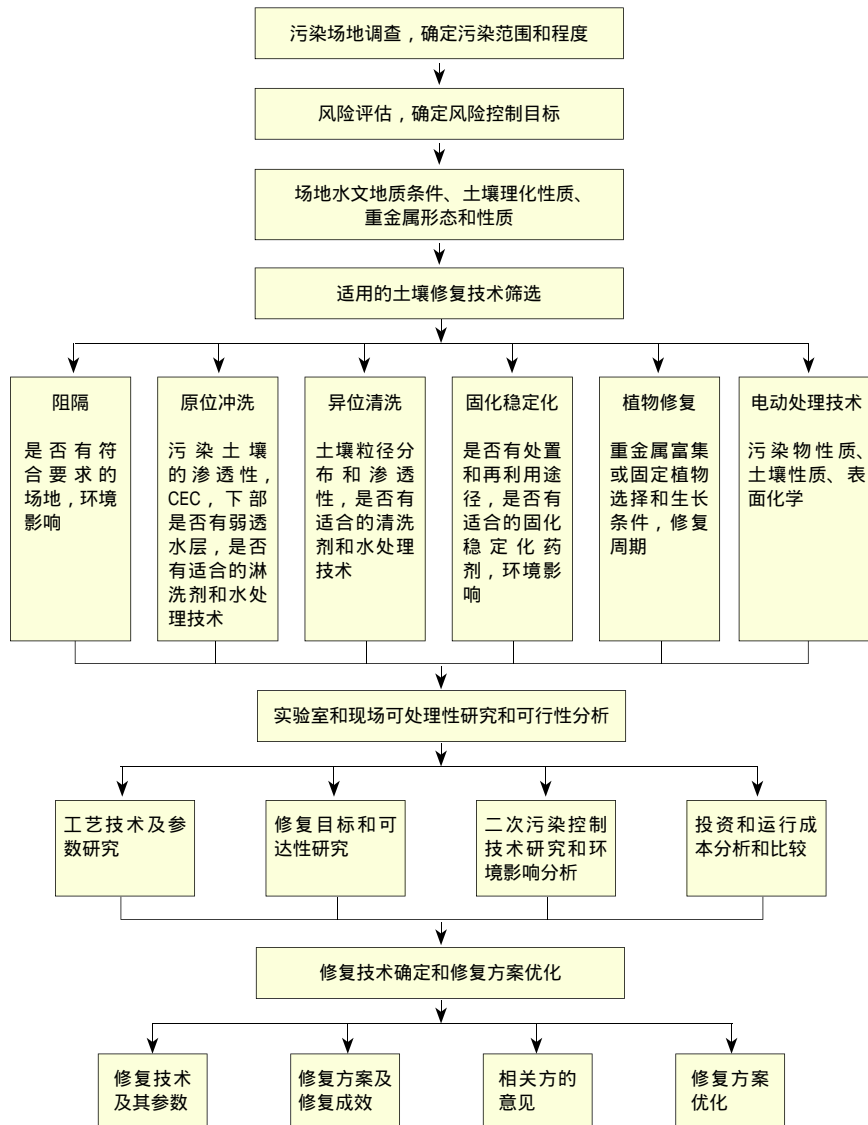 污染场地调查，确定污染范围和程度
风险评估，确定风险控制目标
场地水文地质条件、土壤理化性质、
重金属形态和性质
适用的土壤修复技术筛选
阻隔
是否有符
合要求的
场地，环境
影响
原位冲洗
污染土壤
的渗透性，
CEC，下部
是否有弱透
水层，是否
有适合的淋
洗剂和水处
理技术
异位清洗
土壤粒径分
布和渗透
性，是否有
适合的清洗
剂和水处理
技术
固化稳定化
是否有处置
和再利用途
径，是否有
适合的固化
稳定化药
剂，环境影
响
植物修复
重金属富集
或固定植物
选择和生长
条件，修复
周期
电动处理技术
污染物性质、
土壤性质、表
面化学
实验室和现场可处理性研究和可行性分析
工艺技术及参
数研究
修复目标和可
达性研究
二次污染控制
技术研究和环
境影响分析
投资和运行成
本分析和比较
修复技术确定和修复方案优化
修复技术
及其参数
修复方案及
修复成效
相关方的
意见
修复方案
优化